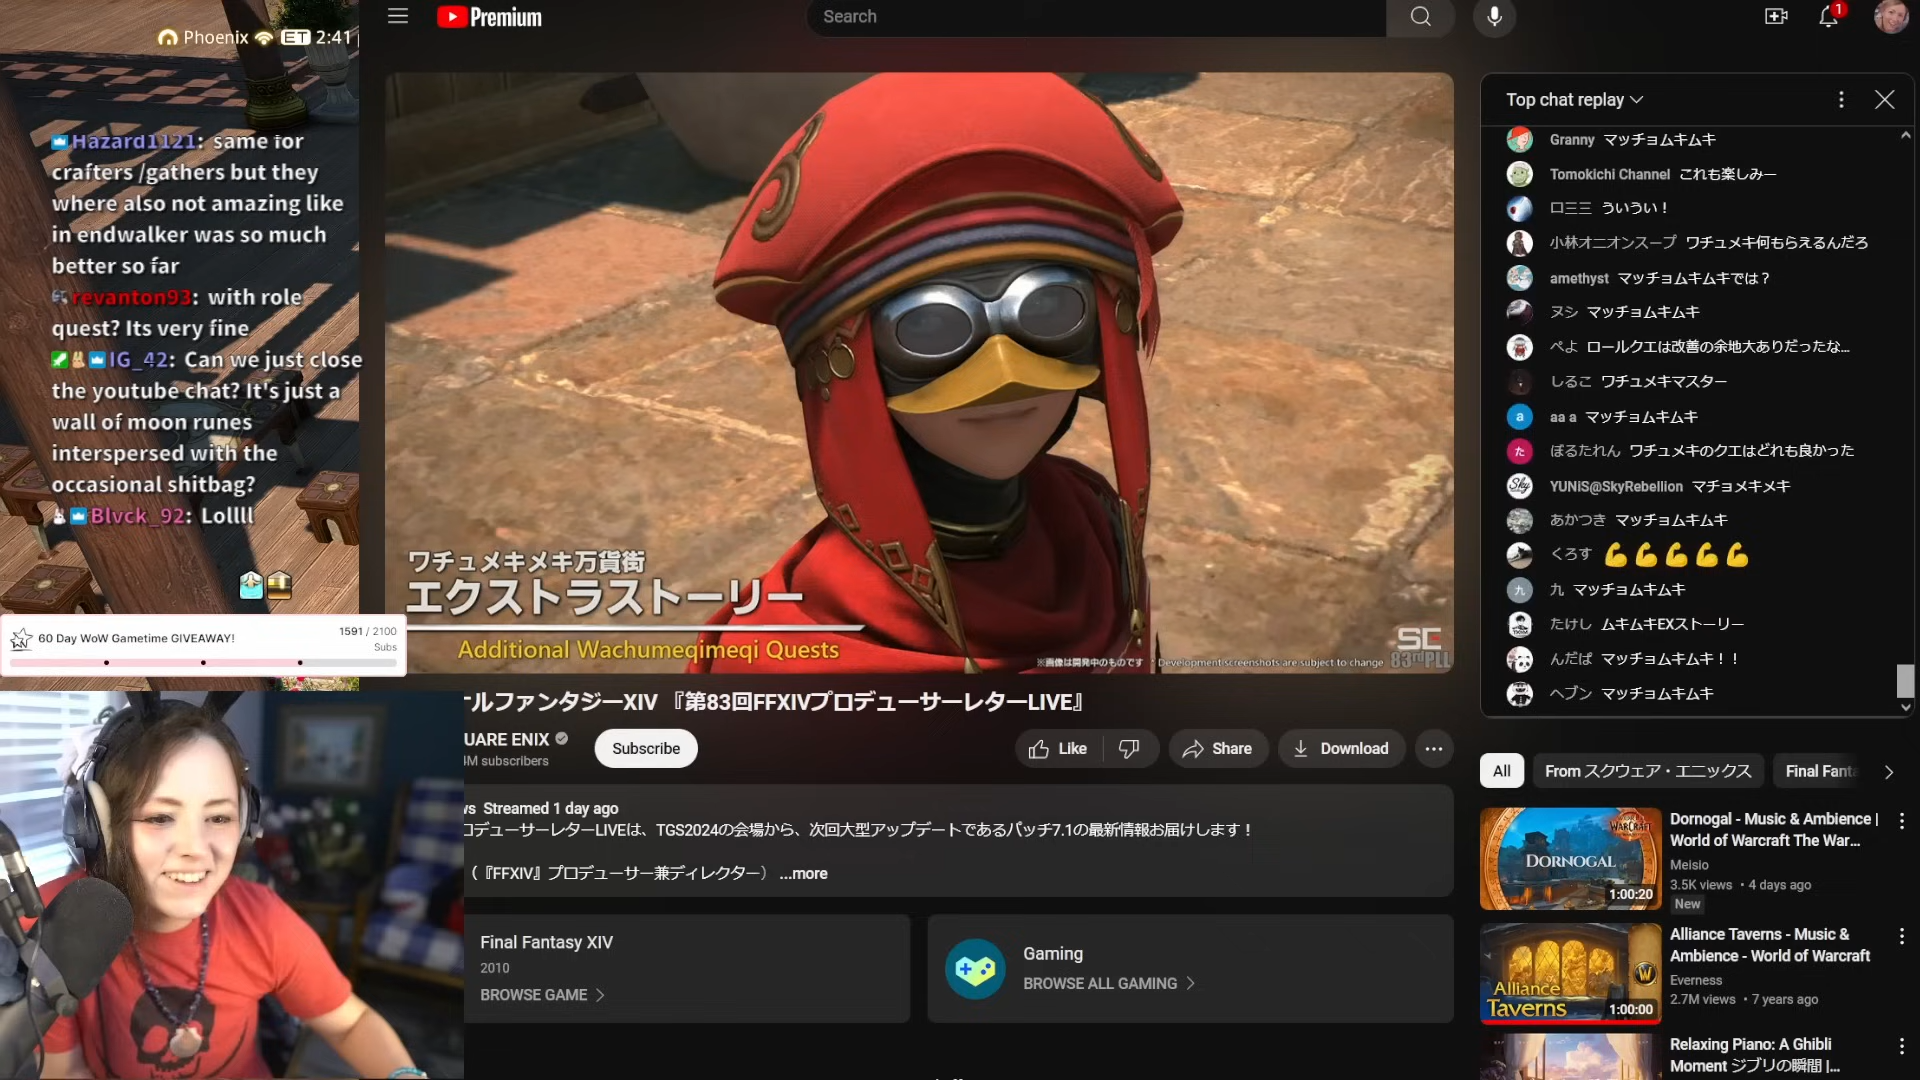 Phoenix ET 2:41
Hazard1121: same for
crafters /gathers but they
where also not amazing like
in endwalker was so much
better so far
revanton93: with role
quest? Its very fine
IG_42: Can we just close
the youtube chat? It's just a
wall of moon runes
interspersed with the
occasional shitbag?
Blvck_92: Lollll
60 Day WoW Gametime GIVEAWAY!
1591 / 2100
Subs
Premium
Search
1
ワチュメキメキ万貨街
エクストラストーリー
Additional Wachumeqimeqi Quests
※画像は開発中のものです ・Development screenshots are subject to change
SE
83rdPLL
ルファンタジーXIV 『第83回FFXIVプロデューサーレターLIVE』
UARE ENIX
M subscribers
Subscribe
Like
Share
Download
Streamed 1 day ago
ロデューサーレターLIVEは、TGS2024の会場から、次回大型アップデートであるパッチ7.1の最新情報お届けします！
（『FFXIV』プロデューサー兼ディレクター） ...more
Final Fantasy XIV
2010
BROWSE GAME
Gaming
BROWSE ALL GAMING
Top chat replay
Granny マッチョムキムキ
Tomokichi Channel これも楽しみー
ロ三三 ういうい！
小林オニオンスープ ワチュメキ何もらえるんだろ
amethyst マッチョムキムキでは？
ヌシ マッチョムキムキ
ぺよ ロールクエは改善の余地大ありだったな...
しるこ ワチュメキマスター
a aa a マッチョムキムキ
た ぽるたれん ワチュメキのクエはどれも良かった
Sky YUNiS@SkyRebellion マチョメキメキ
あかつき マッチョムキムキ
くろす 💪💪💪💪💪
九 九 マッチョムキムキ
たけし ムキムキEXストーリー
んだぱ マッチョムキムキ！！
ヘブン マッチョムキムキ
All
From スクウェア・エニックス
Final Fanta
WARCRAFT
DORNOGAL
1:00:20
Dornogal - Music & Ambience |
World of Warcraft The War...
Meisio
3.5K views • 4 days ago
New
Alliance
Taverns
1:00:00
Alliance Taverns - Music &
Ambience - World of Warcraft
Everness
2.7M views • 7 years ago
Relaxing Piano: A Ghibli
Moment ジブリの瞬間 |...